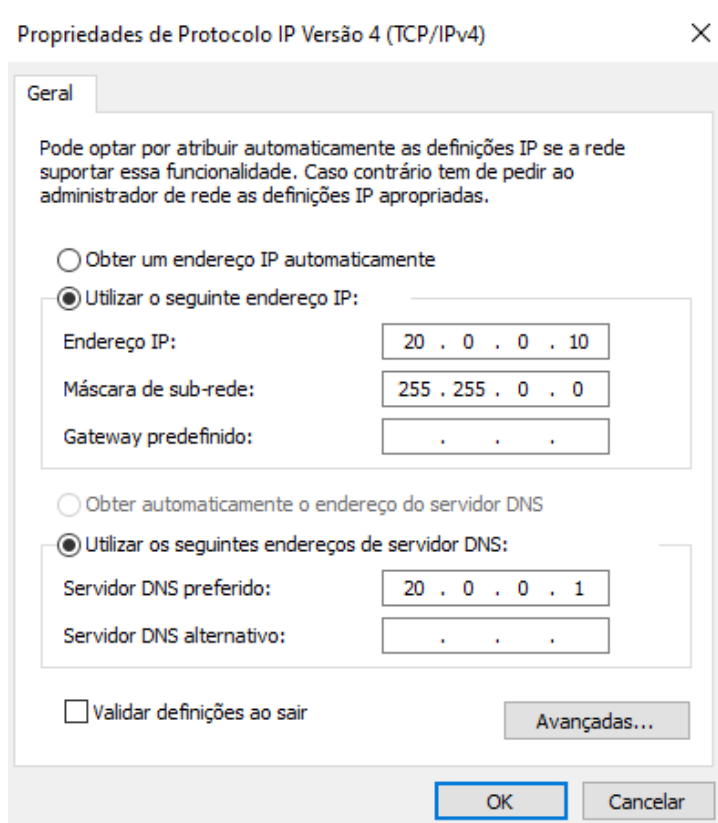 Propriedades de Protocolo IP Versão 4 (TCP/IPv4)
Geral
Pode optar por atribuir automaticamente as definições IP se a rede
suportar essa funcionalidade. Caso contrário tem de pedir ao
administrador de rede as definições IP apropriadas.
Obter um endereço IP automaticamente
Utilizar o seguinte endereço IP:
Endereço IP: 20 . 0 . 0 . 10
Máscara de sub-rede: 255 . 255 . 0 . 0
Gateway predefinido: . . .
Obter automaticamente o endereço do servidor DNS
Utilizar os seguintes endereços de servidor DNS:
Servidor DNS preferido: 20 . 0 . 0 . 1
Servidor DNS alternativo: . . .
Validar definições ao sair
Avançadas...
OK Cancelar